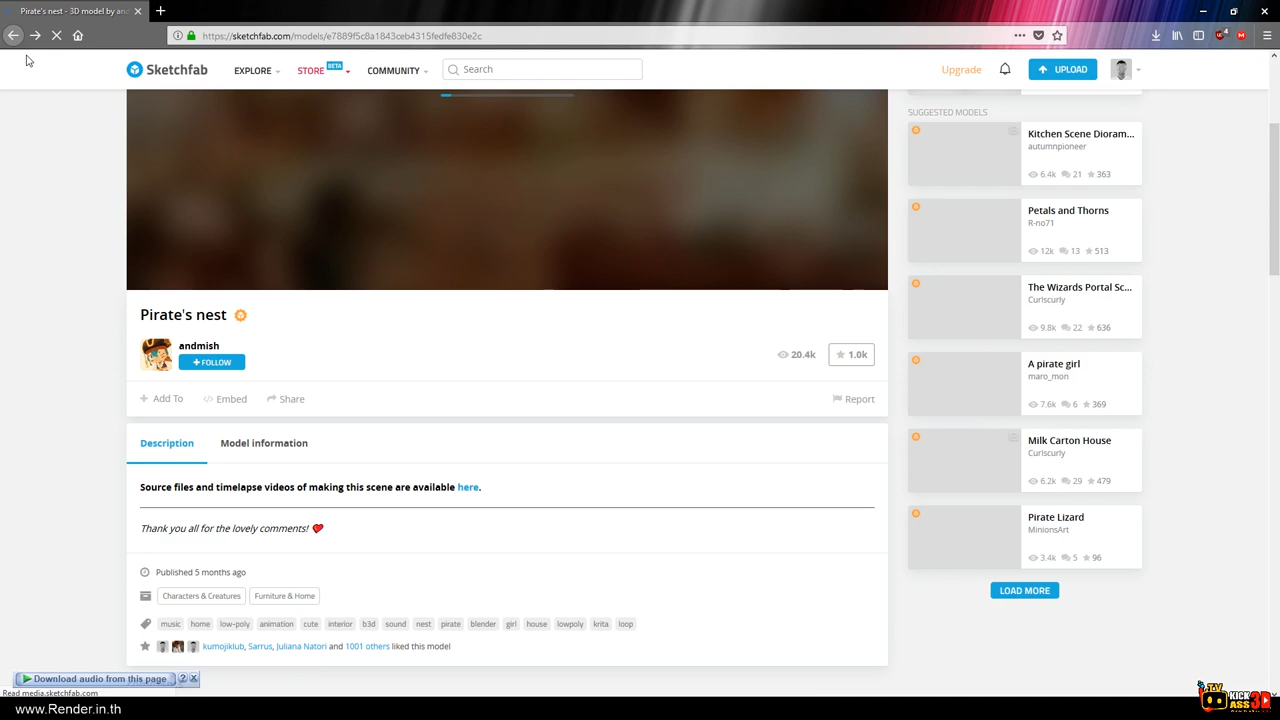 Pirate's nest - 3D model by and
https://sketchfab.com/models/e7889f5c8a1843ceb4315fedfe830e2c
4
Sketchfab
EXPLORE
STORE
BETA
COMMUNITY
Search
Upgrade
UPLOAD
Pirate's nest
andmish
+ FOLLOW
20.4k
1.0k
Add To
Embed
Share
Report
Description
Model information
Source files and timelapse videos of making this scene are available here.
Thank you all for the lovely comments!
Published 5 months ago
Characters & Creatures
Furniture & Home
music home low-poly animation cute interior b3d sound nest pirate blender girl house lowpoly krita loop
kumojiklub, Sarrus, Juliana Natori and 1001 others liked this model
SUGGESTED MODELS
Kitchen Scene Dioram...
autumnpioneer
6.4k 21 363
Petals and Thorns
R-no71
12k 13 513
The Wizards Portal Sc...
Curlscurly
9.8k 22 636
A pirate girl
maro_mon
7.6k 6 369
Milk Carton House
Curlscurly
6.2k 29 479
Pirate Lizard
MinionsArt
3.4k 5 96
LOAD MORE
Download audio from this page
?
Read media.sketchfab.com
www.Render.in.th
TV
KICK
ASS3D